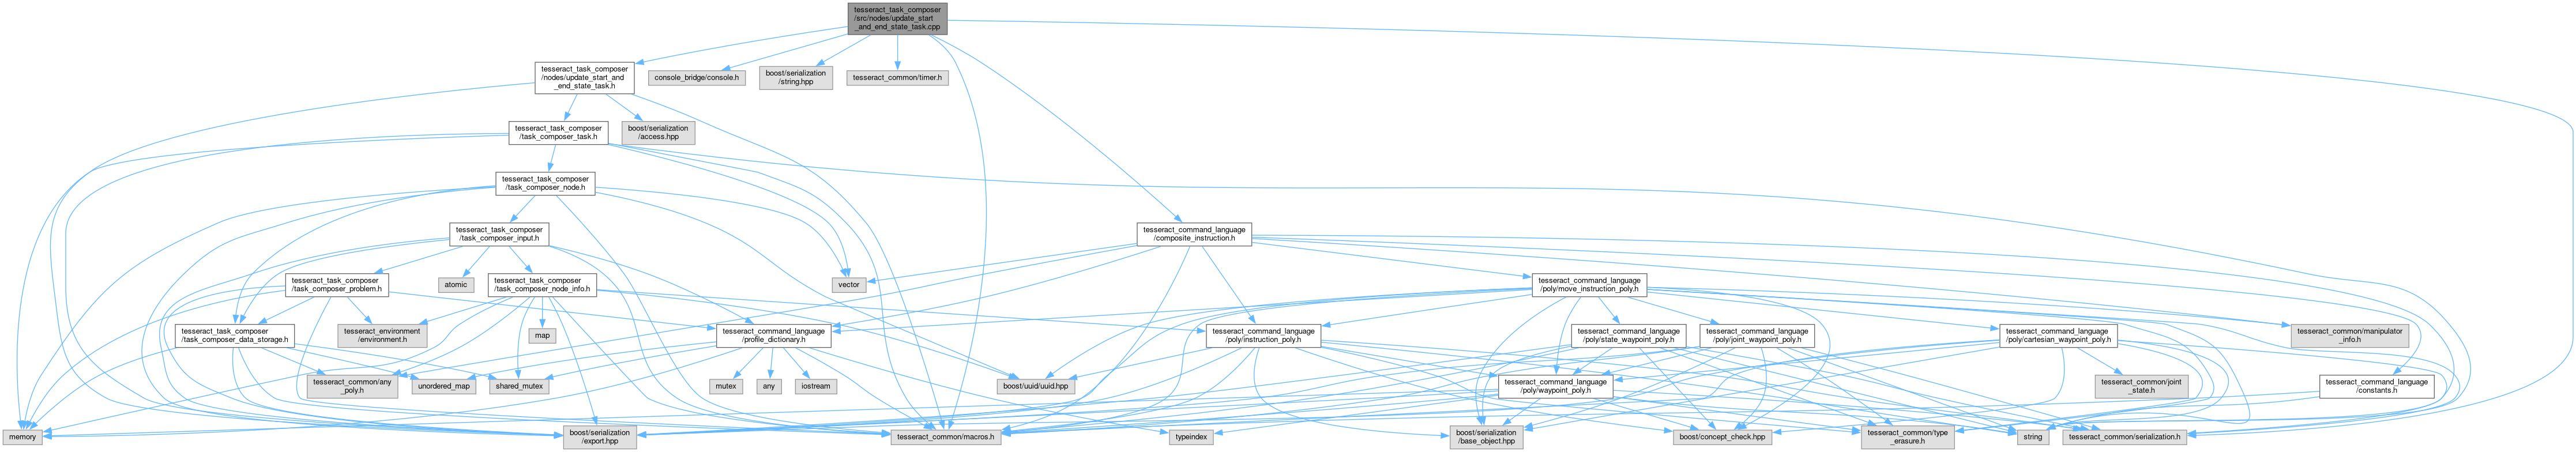 tesseract_task_composer
/src/nodes/update_start
_and_end_state_task.cpp
tesseract_task_composer
/nodes/update_start_and
_end_state_task.h
console_bridge/console.h
boost/serialization
/string.hpp
tesseract_common/timer.h
tesseract_task_composer
/task_composer_task.h
boost/serialization
/access.hpp
tesseract_task_composer
/task_composer_node.h
tesseract_task_composer
/task_composer_input.h
tesseract_command_language
/composite_instruction.h
tesseract_task_composer
/task_composer_problem.h
atomic
tesseract_task_composer
/task_composer_node_info.h
vector
tesseract_command_language
/poly/move_instruction_poly.h
tesseract_task_composer
/task_composer_data_storage.h
tesseract_environment
/environment.h
map
tesseract_command_language
/profile_dictionary.h
tesseract_command_language
/poly/instruction_poly.h
tesseract_command_language
/poly/state_waypoint_poly.h
tesseract_command_language
/poly/joint_waypoint_poly.h
tesseract_command_language
/poly/cartesian_waypoint_poly.h
tesseract_common/manipulator
_info.h
tesseract_common/any
_poly.h
unordered_map
shared_mutex
mutex
any
iostream
boost/uuid/uuid.hpp
tesseract_command_language
/poly/waypoint_poly.h
tesseract_common/joint
_state.h
tesseract_command_language
/constants.h
memory
boost/serialization
/export.hpp
tesseract_common/macros.h
typeindex
boost/serialization
/base_object.hpp
boost/concept_check.hpp
tesseract_common/type
_erasure.h
string
tesseract_common/serialization.h